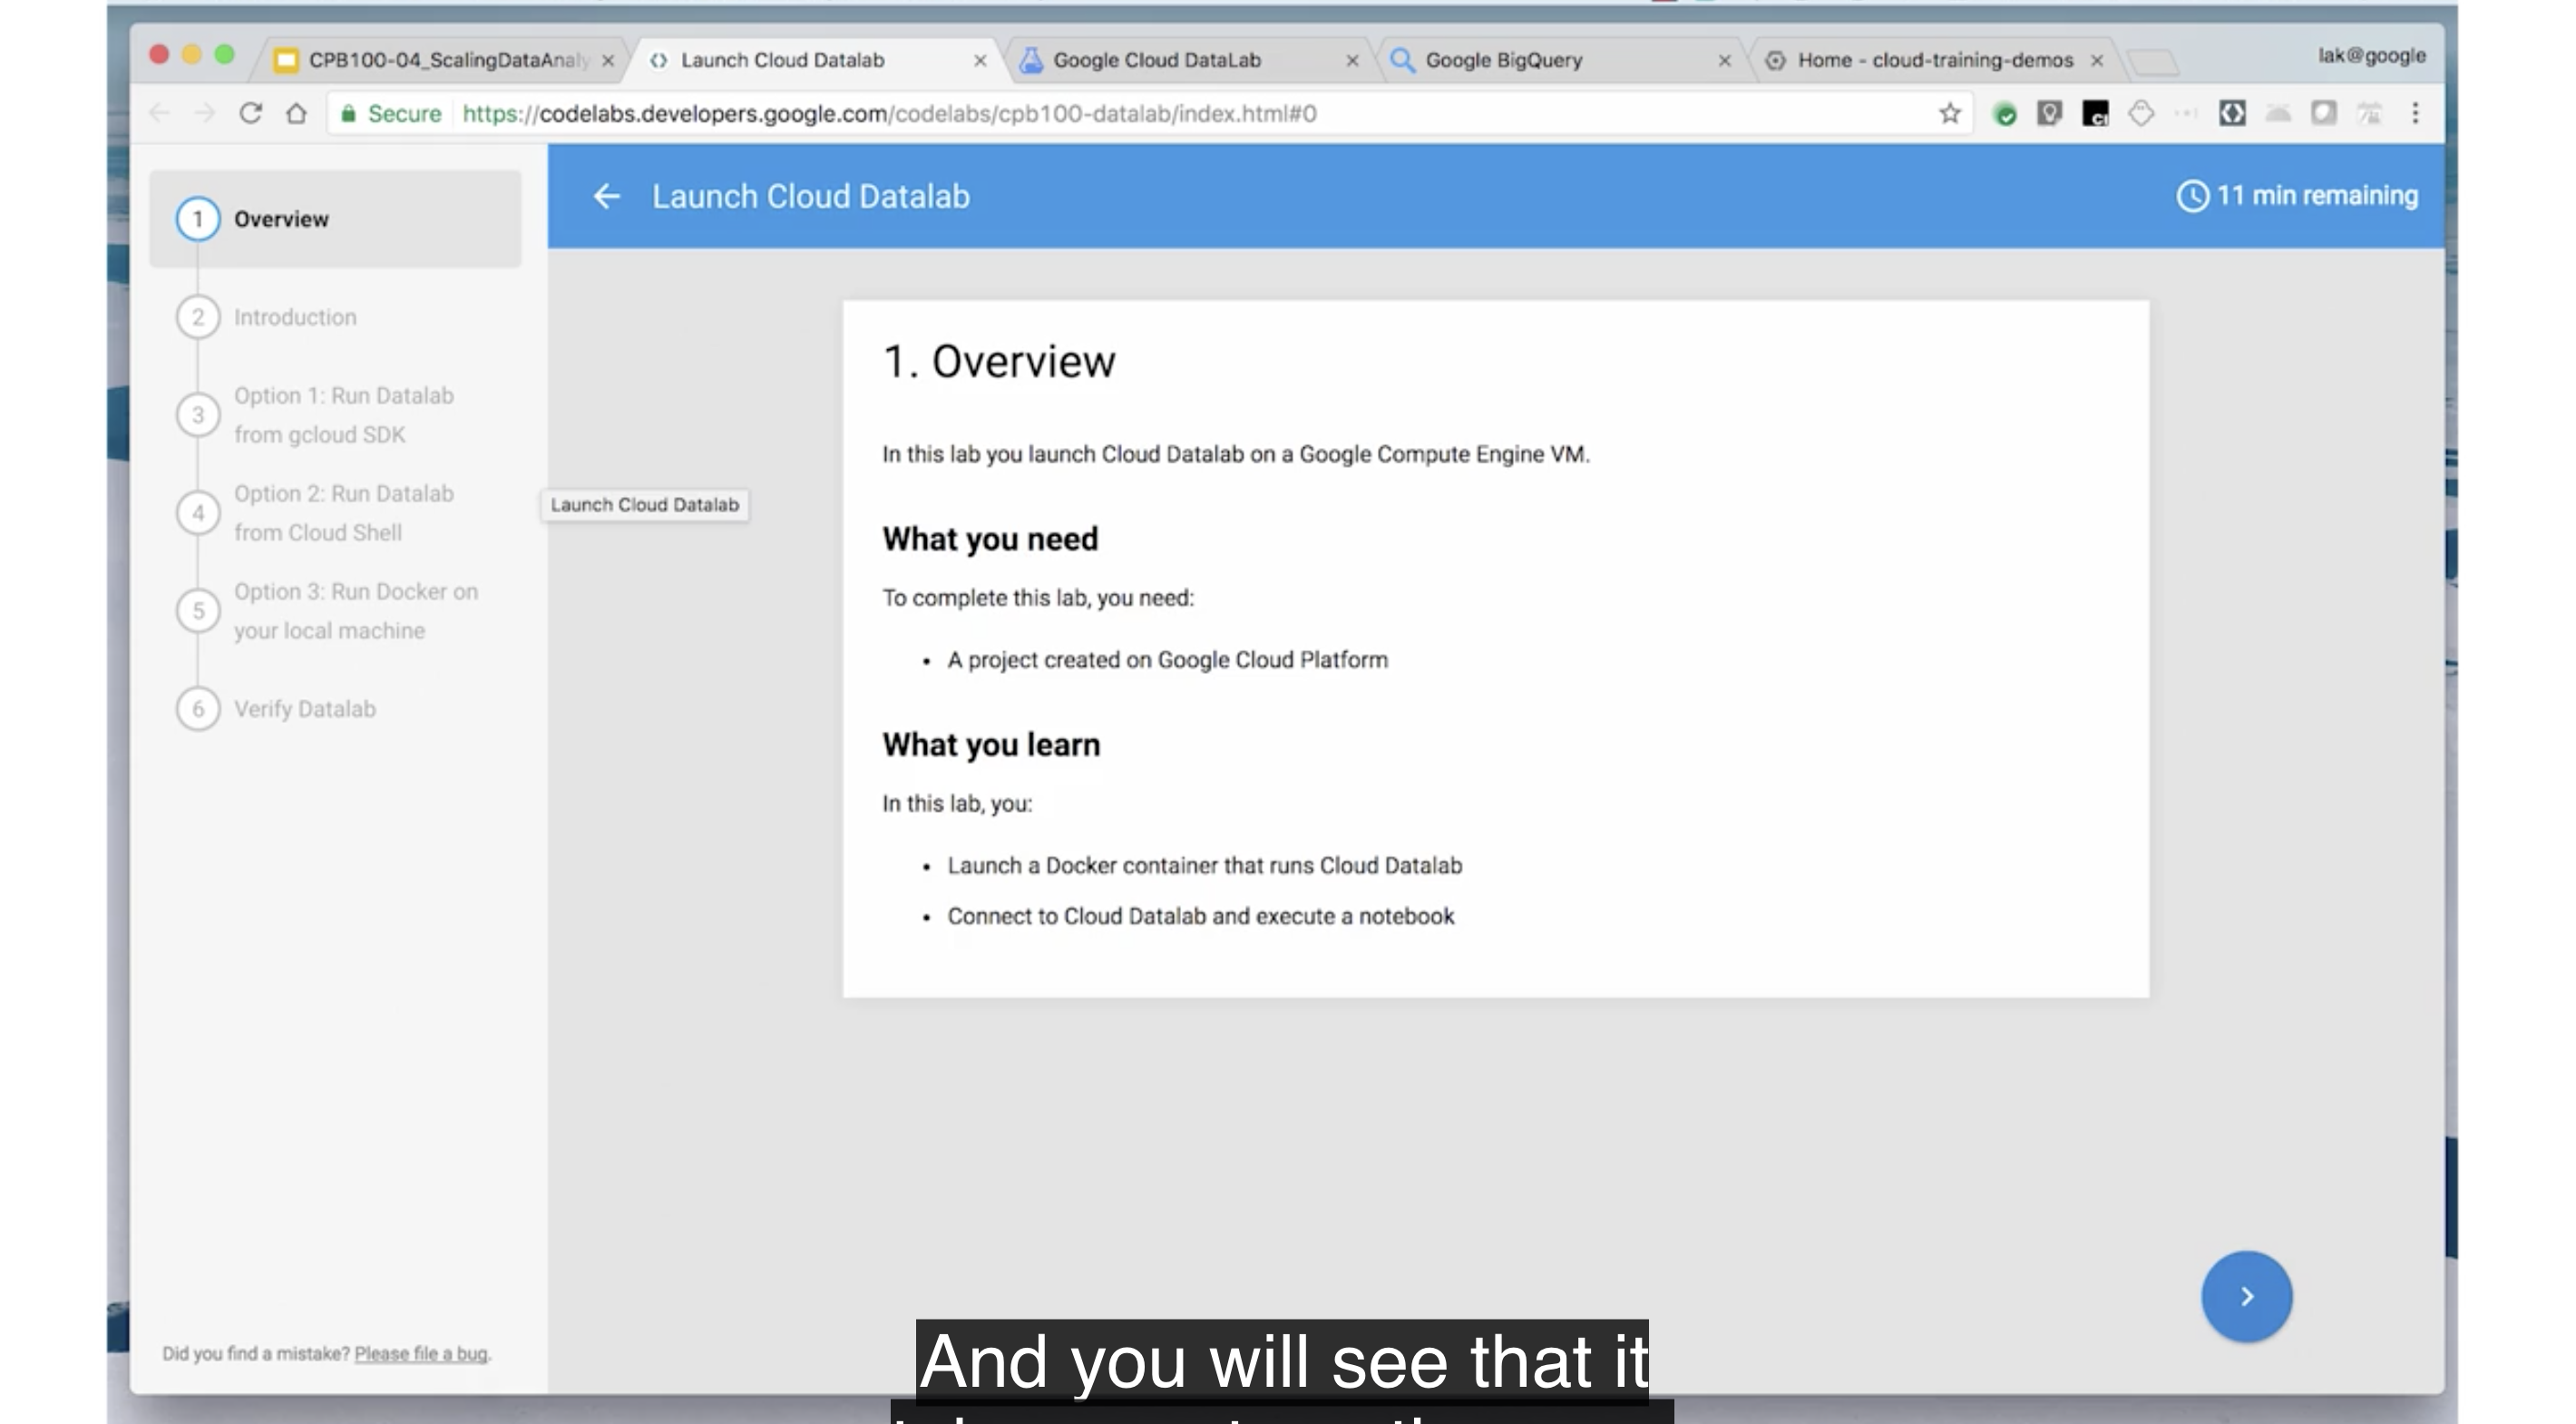 CPB100-04_ScalingDataAnaly
Launch Cloud Datalab
Google Cloud DataLab
Google BigQuery
Home - cloud-training-demos
lak@google
Secure
https://codelabs.developers.google.com/codelabs/cpb100-datalab/index.html#0
1 Overview
2 Introduction
3 Option 1: Run Datalab
from gcloud SDK
4 Option 2: Run Datalab
from Cloud Shell
5 Option 3: Run Docker on
your local machine
6 Verify Datalab
Did you find a mistake? Please file a bug.
Launch Cloud Datalab
11 min remaining
Launch Cloud Datalab
1. Overview
In this lab you launch Cloud Datalab on a Google Compute Engine VM.
What you need
To complete this lab, you need:
• A project created on Google Cloud Platform
What you learn
In this lab, you:
• Launch a Docker container that runs Cloud Datalab
• Connect to Cloud Datalab and execute a notebook
And you will see that it